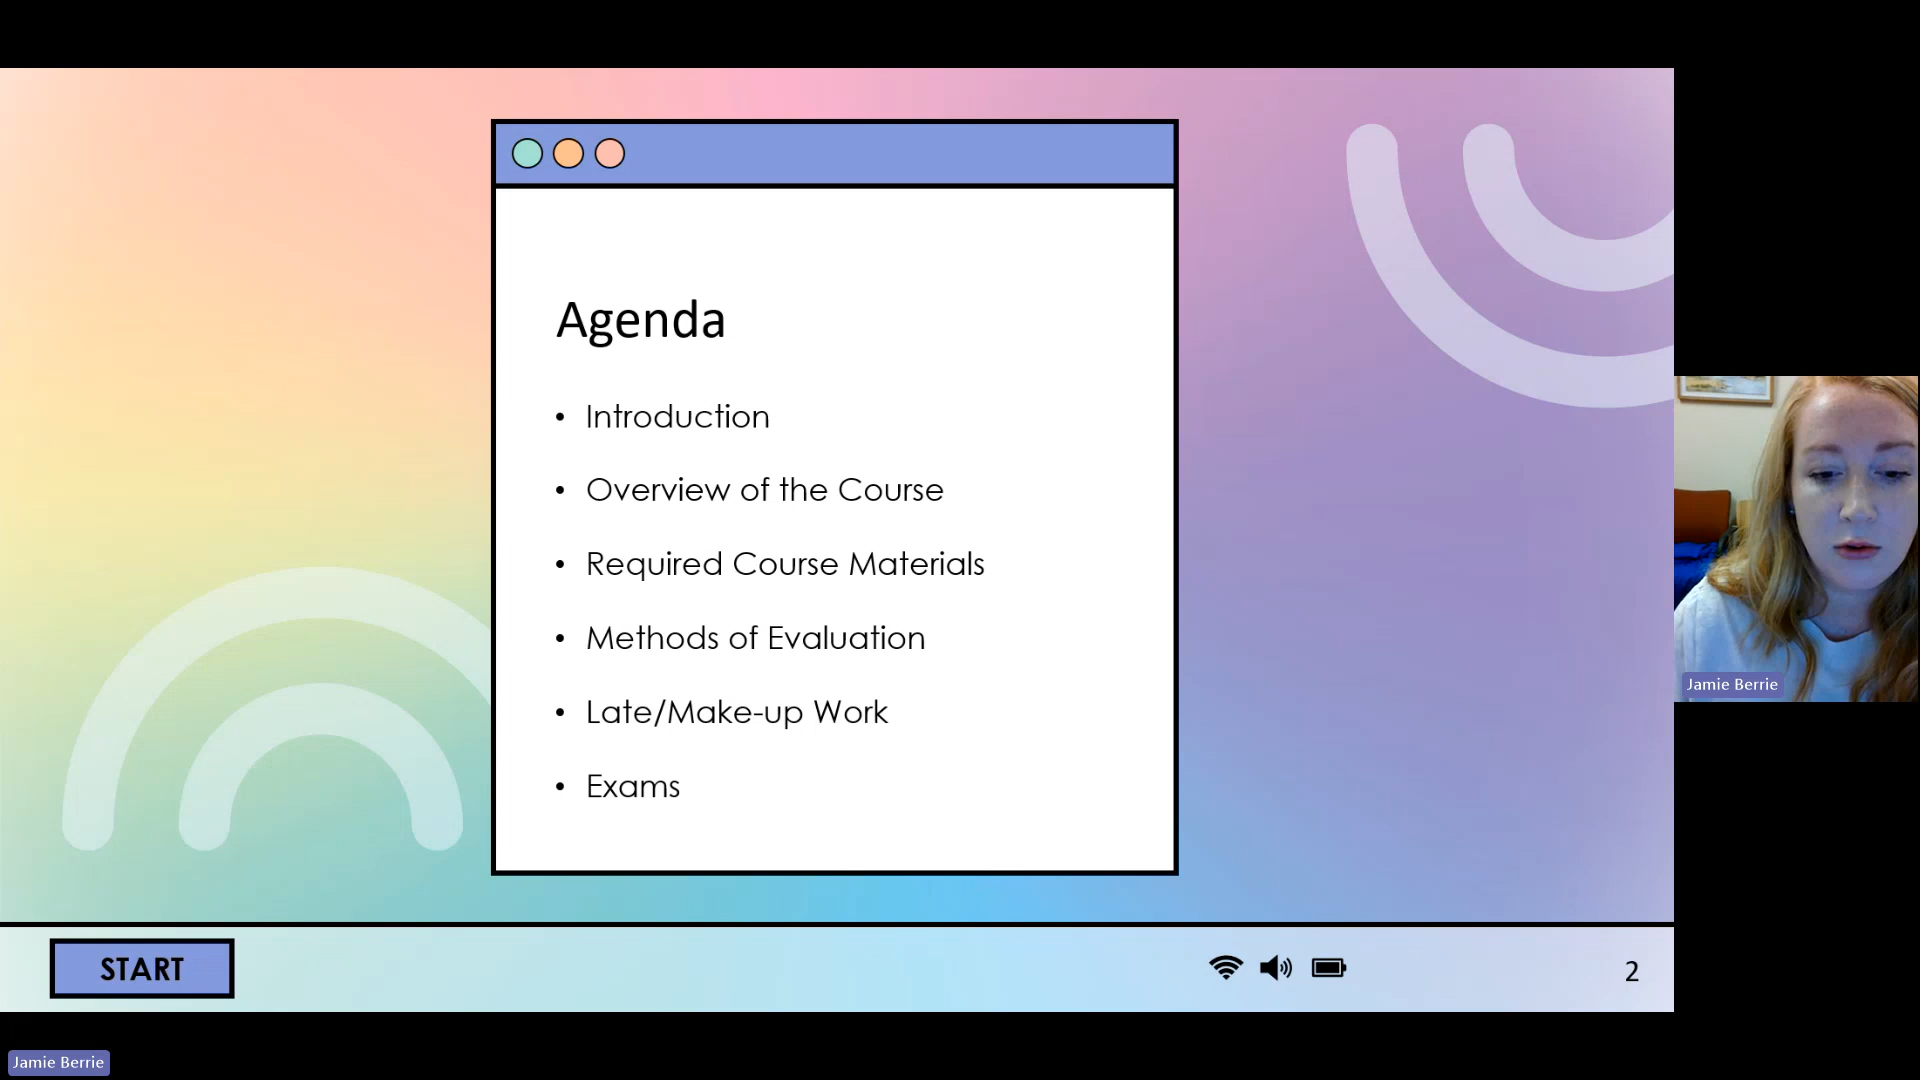 Agenda
• Introduction
• Overview of the Course
• Required Course Materials
• Methods of Evaluation
• Late/Make-up Work
• Exams
START
2
Jamie Berrie
Jamie Berrie